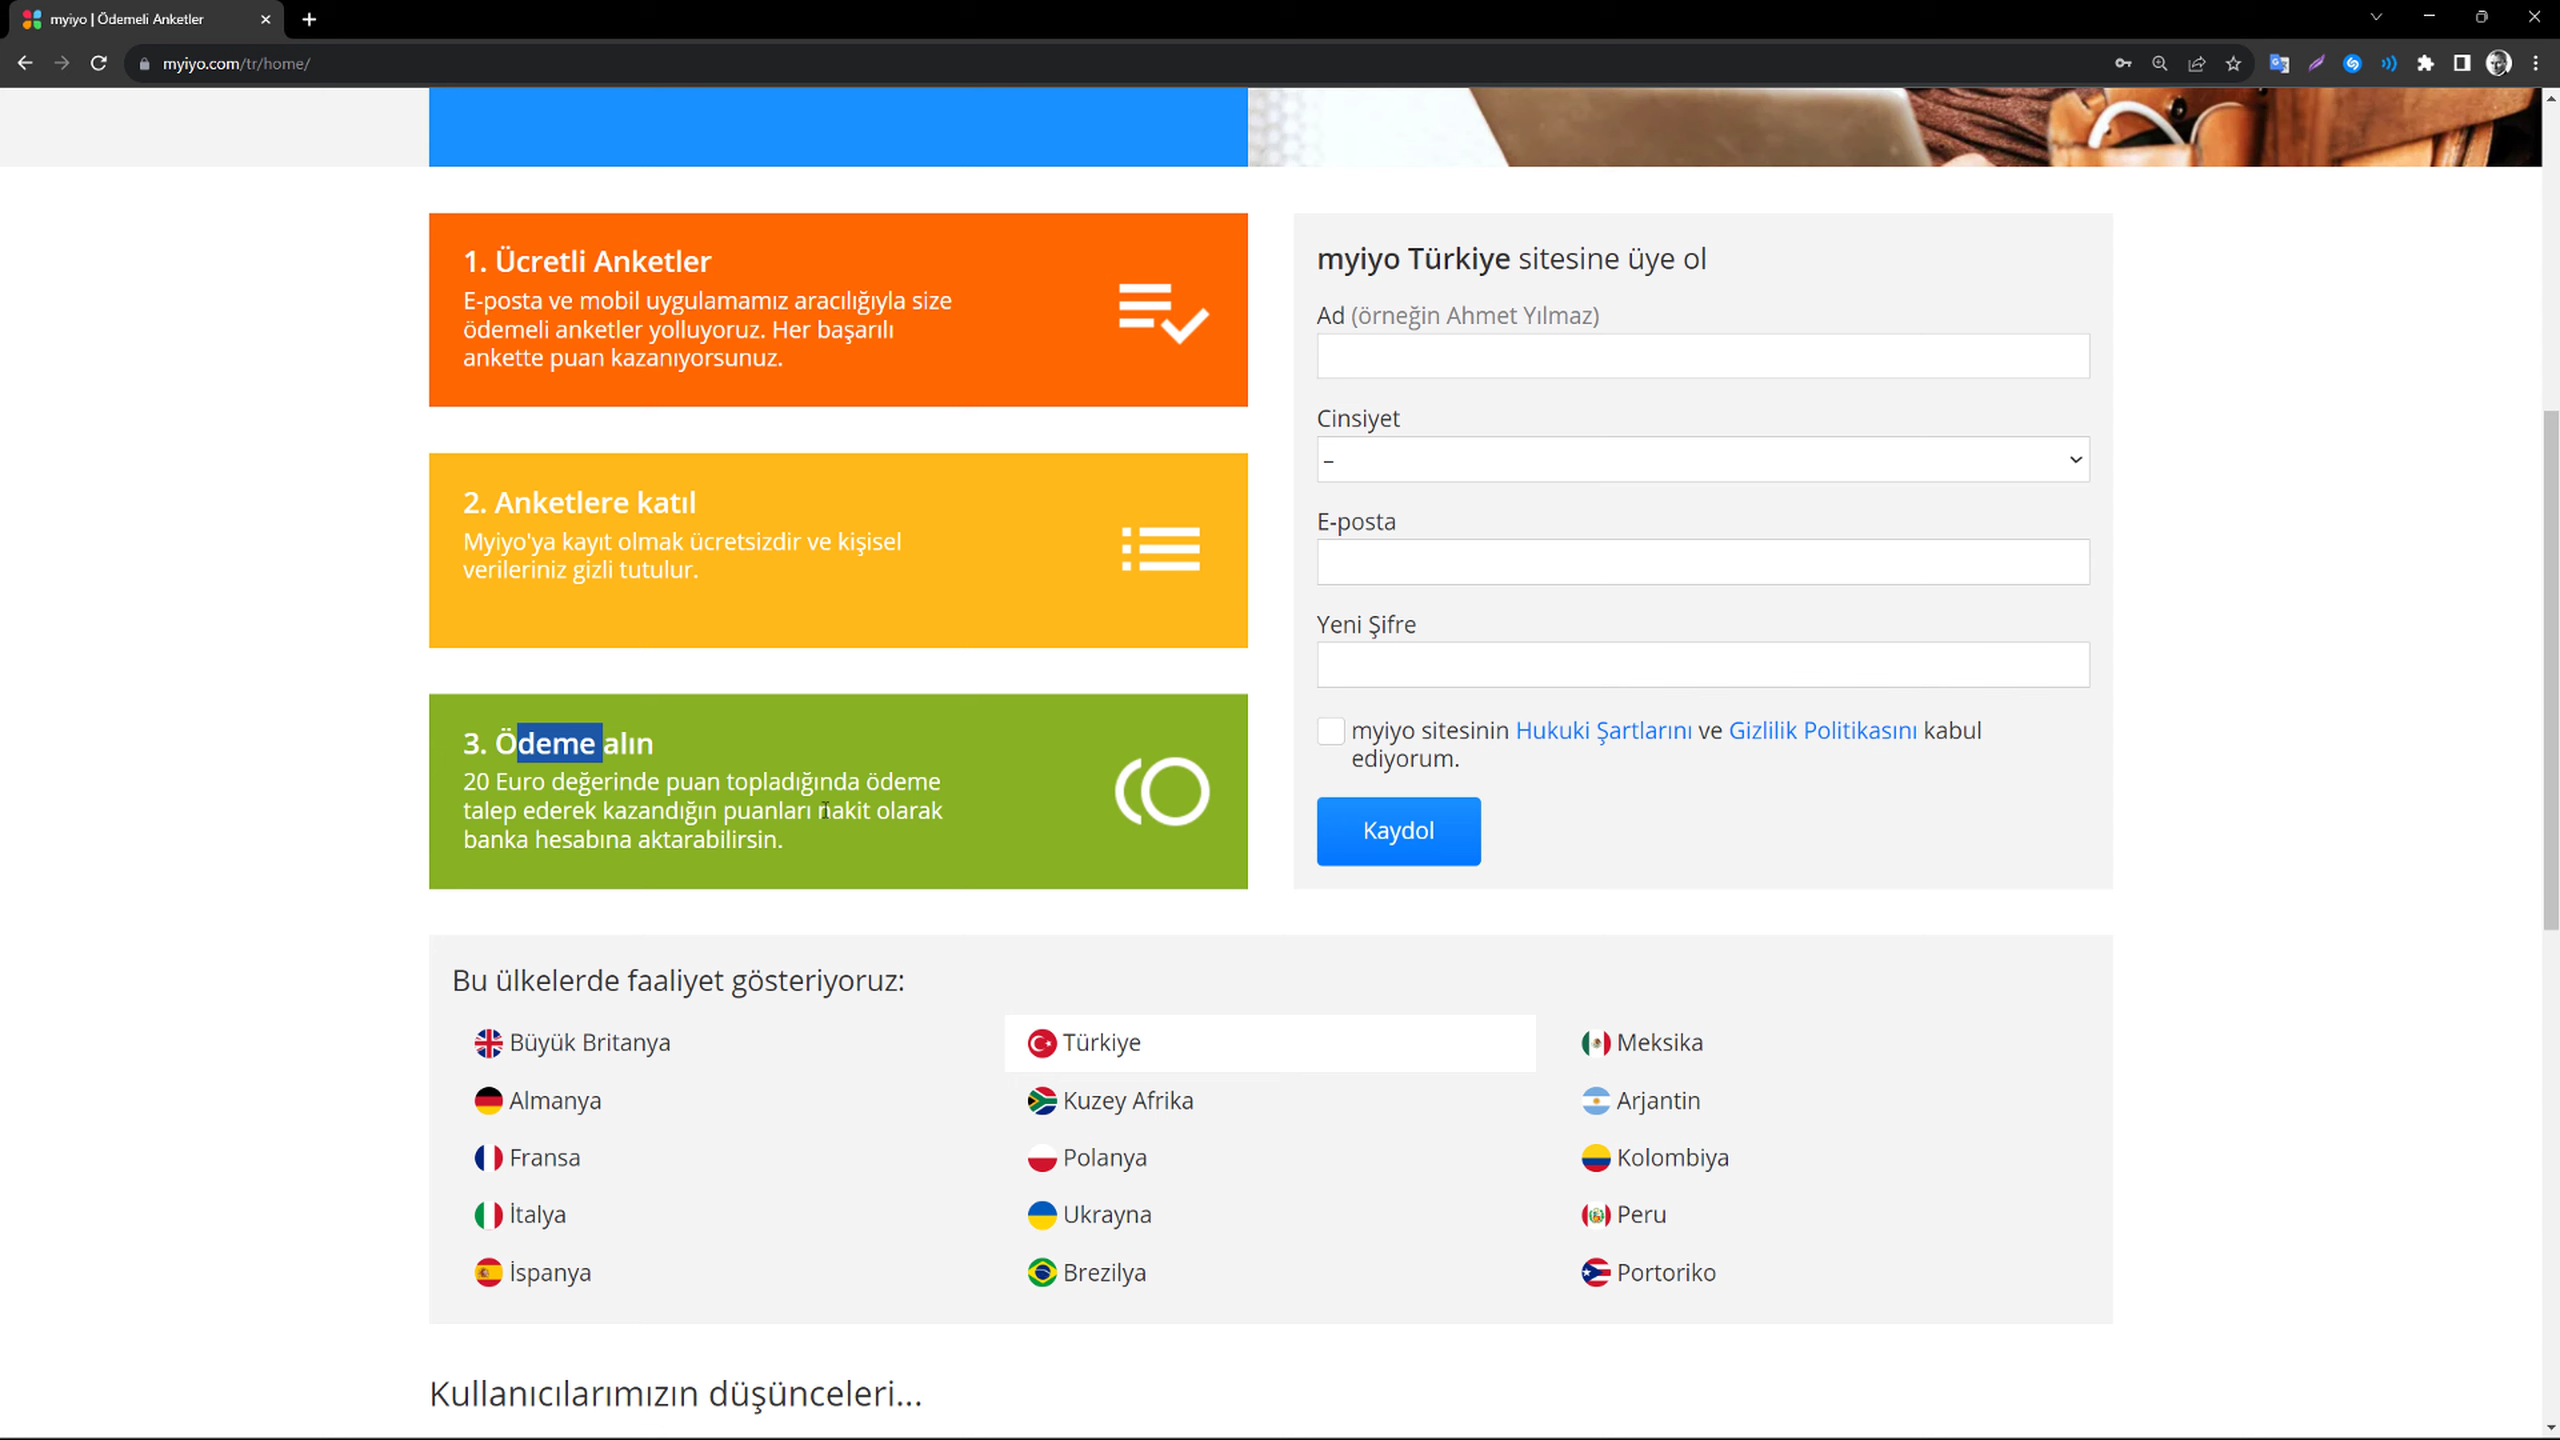 myiyo | Ödemeli Anketler
myiyo.com/tr/home/
1. Ücretli Anketler
E-posta ve mobil uygulamamız aracılığıyla size
ödemeli anketler yolluyoruz. Her başarılı
ankette puan kazanıyorsunuz.
2. Anketlere katıl
Myiyo'ya kayıt olmak ücretsizdir ve kişisel
verileriniz gizli tutulur.
3. Ödeme alın
20 Euro değerinde puan topladığında ödeme
talep ederek kazandığın puanları nakit olarak
banka hesabına aktarabilirsin.
myiyo Türkiye sitesine üye ol
Ad (örneğin Ahmet Yılmaz)
Cinsiyet
–
E-posta
Yeni Şifre
myiyo sitesinin Hukuki Şartlarını ve Gizlilik Politikasını kabul
ediyorum.
Kaydol
Bu ülkelerde faaliyet gösteriyoruz:
Büyük Britanya
Almanya
Fransa
İtalya
İspanya
Türkiye
Kuzey Afrika
Polanya
Ukrayna
Brezilya
Meksika
Arjantin
Kolombiya
Peru
Portoriko
Kullanıcılarımızın düşünceleri...